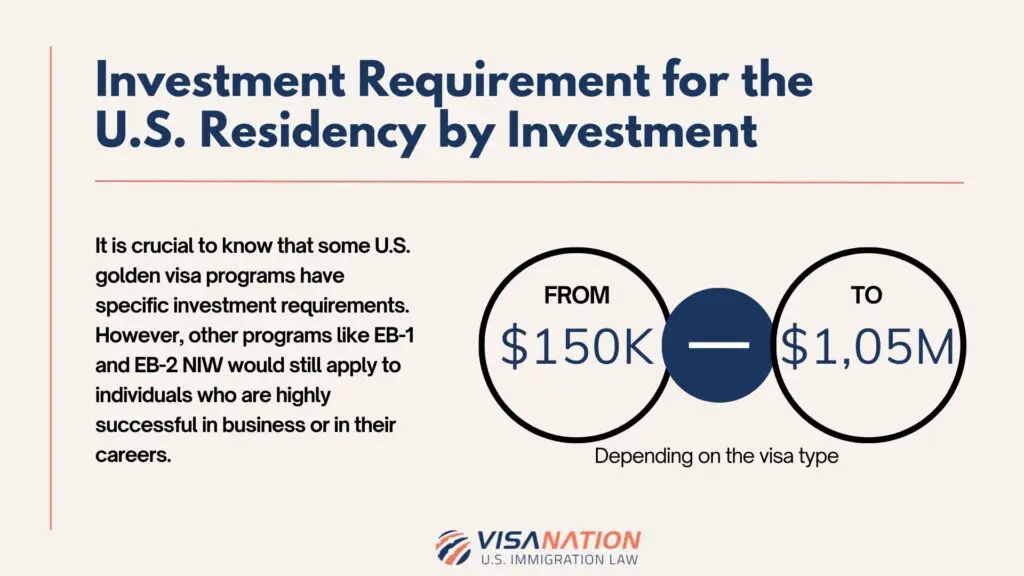 Investment Requirement for the
U.S. Residency by Investment
It is crucial to know that some U.S.
golden visa programs have
specific investment requirements.
However, other programs like EB-1
and EB-2 NIW would still apply to
individuals who are highly
successful in business or in their
careers.
FROM
$150K
TO
$1,05M
Depending on the visa type
VISANATION
U.S. IMMIGRATION LAW